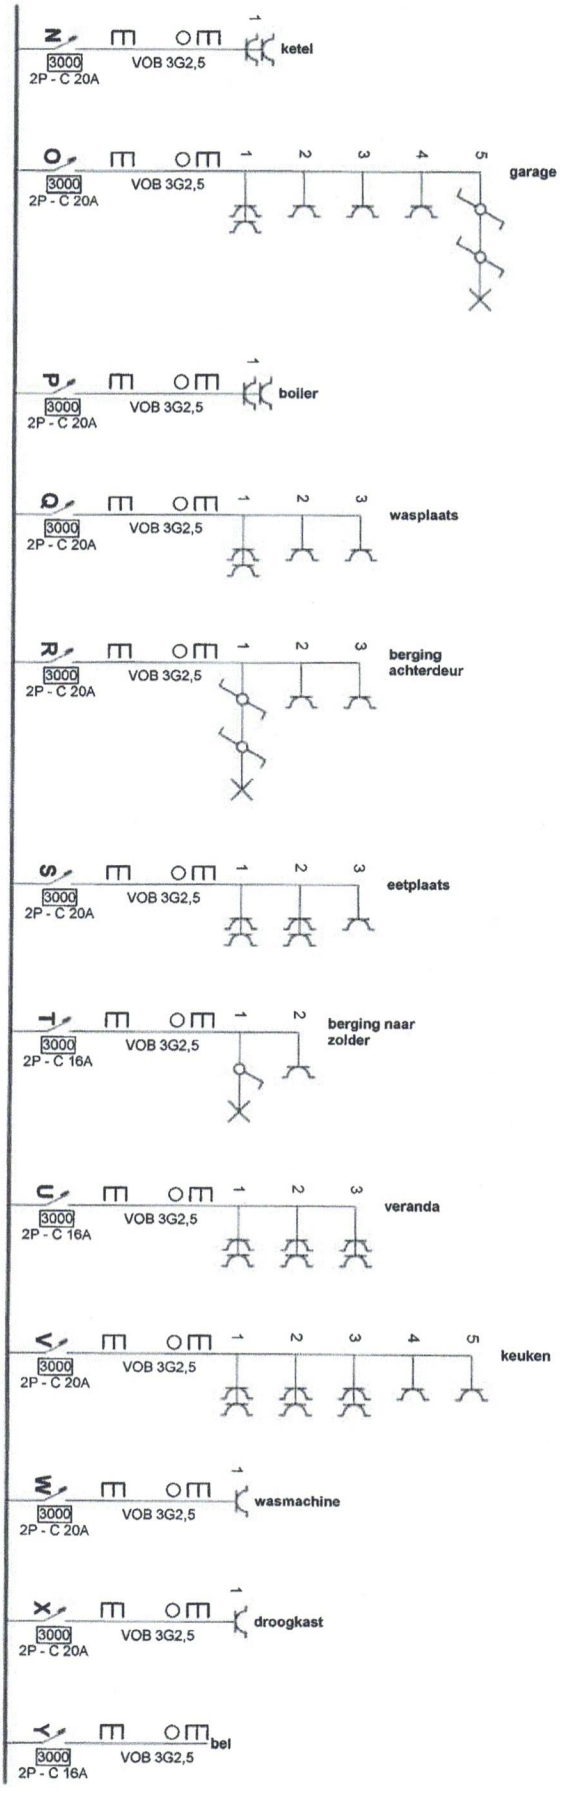 N
3000
2P - C 20A
VOB 3G2,5
1
ketel
O
3000
2P - C 20A
VOB 3G2,5
1 2 3 4 5
garage
P
3000
2P - C 20A
VOB 3G2,5
1
boiler
Q
3000
2P - C 20A
VOB 3G2,5
1 2 3
wasplaats
R
3000
2P - C 20A
VOB 3G2,5
1 2 3
berging
achterdeur
S
3000
2P - C 20A
VOB 3G2,5
1 2 3
eetplaats
T
3000
2P - C 16A
VOB 3G2,5
1 2
berging naar
zolder
U
3000
2P - C 16A
VOB 3G2,5
1 2 3
veranda
V
3000
2P - C 20A
VOB 3G2,5
1 2 3 4 5
keuken
W
3000
2P - C 20A
VOB 3G2,5
1
wasmachine
X
3000
2P - C 20A
VOB 3G2,5
1
droogkast
Y
3000
2P - C 16A
VOB 3G2,5
bel